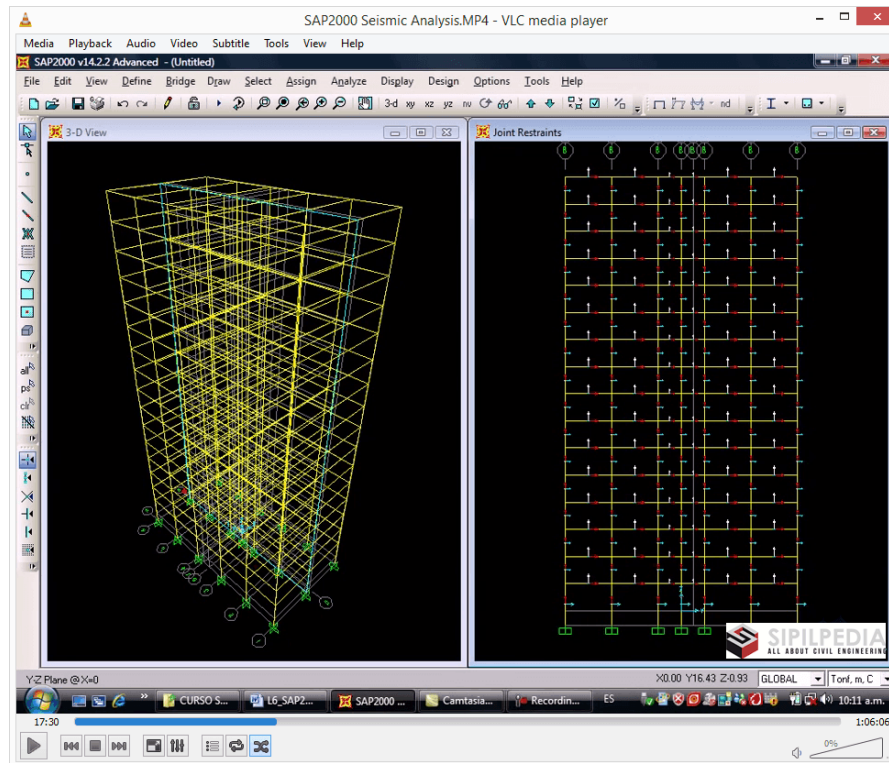 SAP2000 Seismic Analysis.MP4 - VLC media player
Media Playback Audio Video Subtitle Tools View Help
SAP2000 v14.2.2 Advanced - (Untitled)
File Edit View Define Bridge Draw Select Assign Analyze Display Design Options Tools Help
3-d xy xz yz nv nd
3-D View
Joint Restraints
B B B B B B B
all
ps
clr
SIPILPEDIA
ALL ABOUT CIVIL ENGINEERING
Y-Z Plane @ X=0
X0.00 Y16.43 Z-0.93 GLOBAL Tonf, m, C
CURSO S... L6_SAP2... SAP2000 ... Camtasia... Recordin... ES 10:11 a.m.
17:30 1:06:06
0%